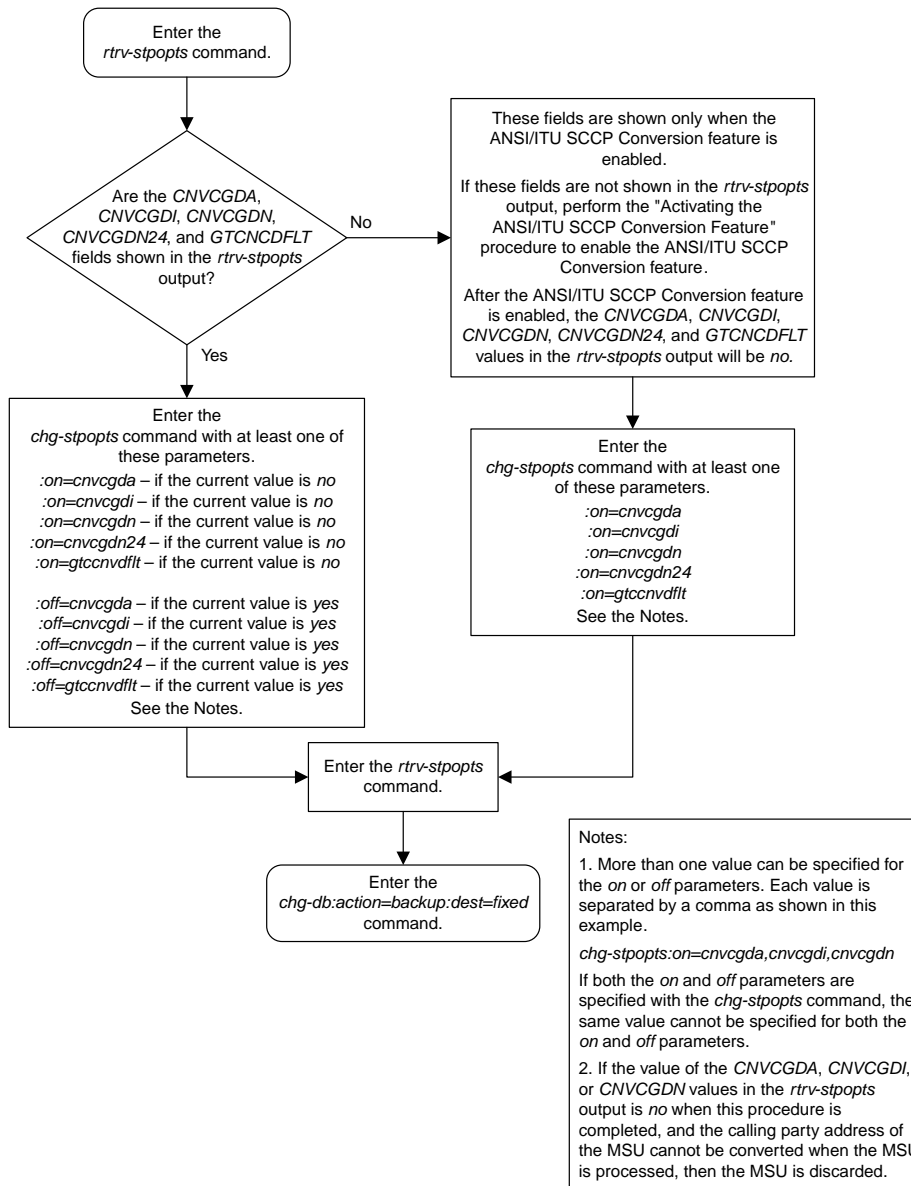 Enter the
rtrv-stpopts
command.
Are the CNVCGDA,
CNVCGDI, CNVCGDN,
CNVCGDN24, and GTCNCDFLT
fields shown in the rtrv-stpopts
output?
No
Yes
These fields are shown only when the
ANSI/ITU SCCP Conversion feature is
enabled.
If these fields are not shown in the rtrv-stpopts
output, perform the "Activating the
ANSI/ITU SCCP Conversion Feature"
procedure to enable the ANSI/ITU SCCP
Conversion feature.
After the ANSI/ITU SCCP Conversion feature
is enabled, the CNVCGDA, CNVCGDI,
CNVCGDN, CNVCGDN24, and GTCNCDFLT
values in the rtrv-stpopts output will be no.
Enter the
chg-stpopts command with at least one of
these parameters.
:on=cnvcgda – if the current value is no
:on=cnvcgdi – if the current value is no
:on=cnvcgdn – if the current value is no
:on=cnvcgdn24 – if the current value is no
:on=gtccnvdflt – if the current value is no
:off=cnvcgda – if the current value is yes
:off=cnvcgdi – if the current value is yes
:off=cnvcgdn – if the current value is yes
:off=cnvcgdn24 – if the current value is yes
:off=gtccnvdflt – if the current value is yes
See the Notes.
Enter the
chg-stpopts command with at least one
of these parameters.
:on=cnvcgda
:on=cnvcgdi
:on=cnvcgdn
:on=cnvcgdn24
:on=gtccnvdflt
See the Notes.
Enter the rtrv-stpopts
command.
Enter the
chg-db:action=backup:dest=fixed
command.
Notes:
1. More than one value can be specified for
the on or off parameters. Each value is
separated by a comma as shown in this
example.
chg-stpopts:on=cnvcgda,cnvcgdi,cnvcgdn
If both the on and off parameters are
specified with the chg-stpopts command, the
same value cannot be specified for both the
on and off parameters.
2. If the value of the CNVCGDA, CNVCGDI,
or CNVCGDN values in the rtrv-stpopts
output is no when this procedure is
completed, and the calling party address of
the MSU cannot be converted when the MSU
is processed, then the MSU is discarded.